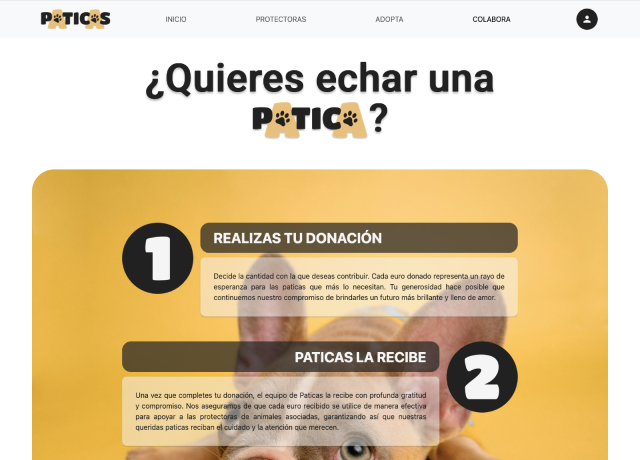 PATICAS INICIO PROTECTORAS ADOPTA COLABORA
¿Quieres echar una
PATICA?
1
REALIZAS TU DONACIÓN
Decide la cantidad con la que deseas contribuir. Cada euro donado representa un rayo de
esperanza para las paticas que más lo necesitan. Tu generosidad hace posible que
continuemos nuestro compromiso de brindarles un futuro más brillante y lleno de amor.
PATICAS LA RECIBE
2
Una vez que completes tu donación, el equipo de Paticas la recibe con profunda gratitud
y compromiso. Nos aseguramos de que cada euro recibido se utilice de manera efectiva
para apoyar a las protectoras de animales asociadas, garantizando así que nuestras
queridas paticas reciban el cuidado y la atención que merecen.